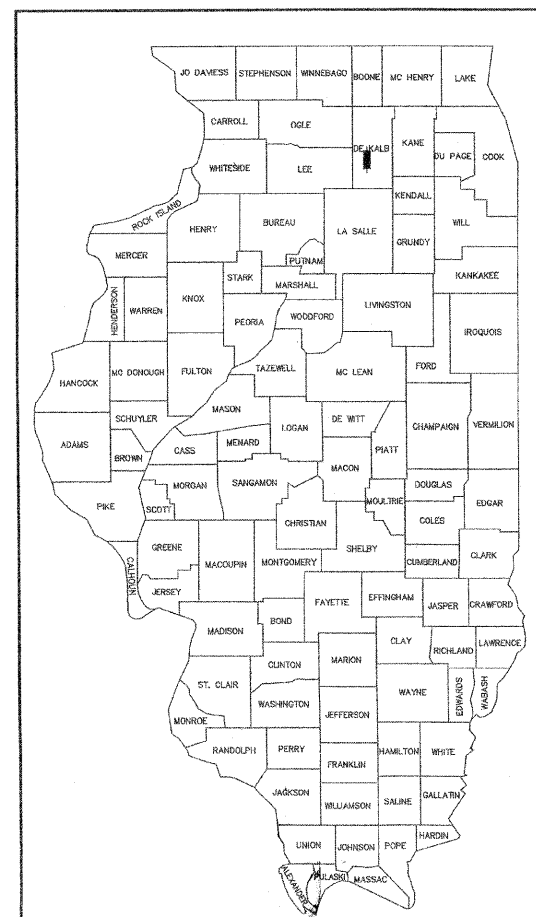 JO DAVIESS STEPHENSON WINNEBAGO BOONE MC HENRY LAKE
CARROLL OGLE DE KALB KANE DU PAGE COOK
WHITESIDE LEE
KENDALL
ROCK ISLAND HENRY BUREAU LA SALLE GRUNDY WILL
MERCER PUTNAM KANKAKEE
HENDERSON WARREN KNOX STARK MARSHALL LIVINGSTON
PEORIA WOODFORD IROQUOIS
HANCOCK MC DONOUGH FULTON TAZEWELL MC LEAN FORD
SCHUYLER MASON LOGAN DE WITT CHAMPAIGN VERMILION
ADAMS BROWN CASS MENARD MACON PIATT
PIKE SCOTT MORGAN SANGAMON MOULTRIE DOUGLAS EDGAR
CHRISTIAN COLES
GREENE MACOUPIN MONTGOMERY SHELBY CUMBERLAND CLARK
CALHOUN JERSEY FAYETTE EFFINGHAM JASPER CRAWFORD
MADISON BOND
CLAY RICHLAND LAWRENCE
CLINTON MARION
ST. CLAIR WAYNE EDWARDS WABASH
WASHINGTON
MONROE JEFFERSON
RANDOLPH PERRY HAMILTON WHITE
FRANKLIN
JACKSON SALINE GALLATIN
WILLIAMSON
HARDIN
UNION JOHNSON POPE
ALEXANDER PULASKI MASSAC